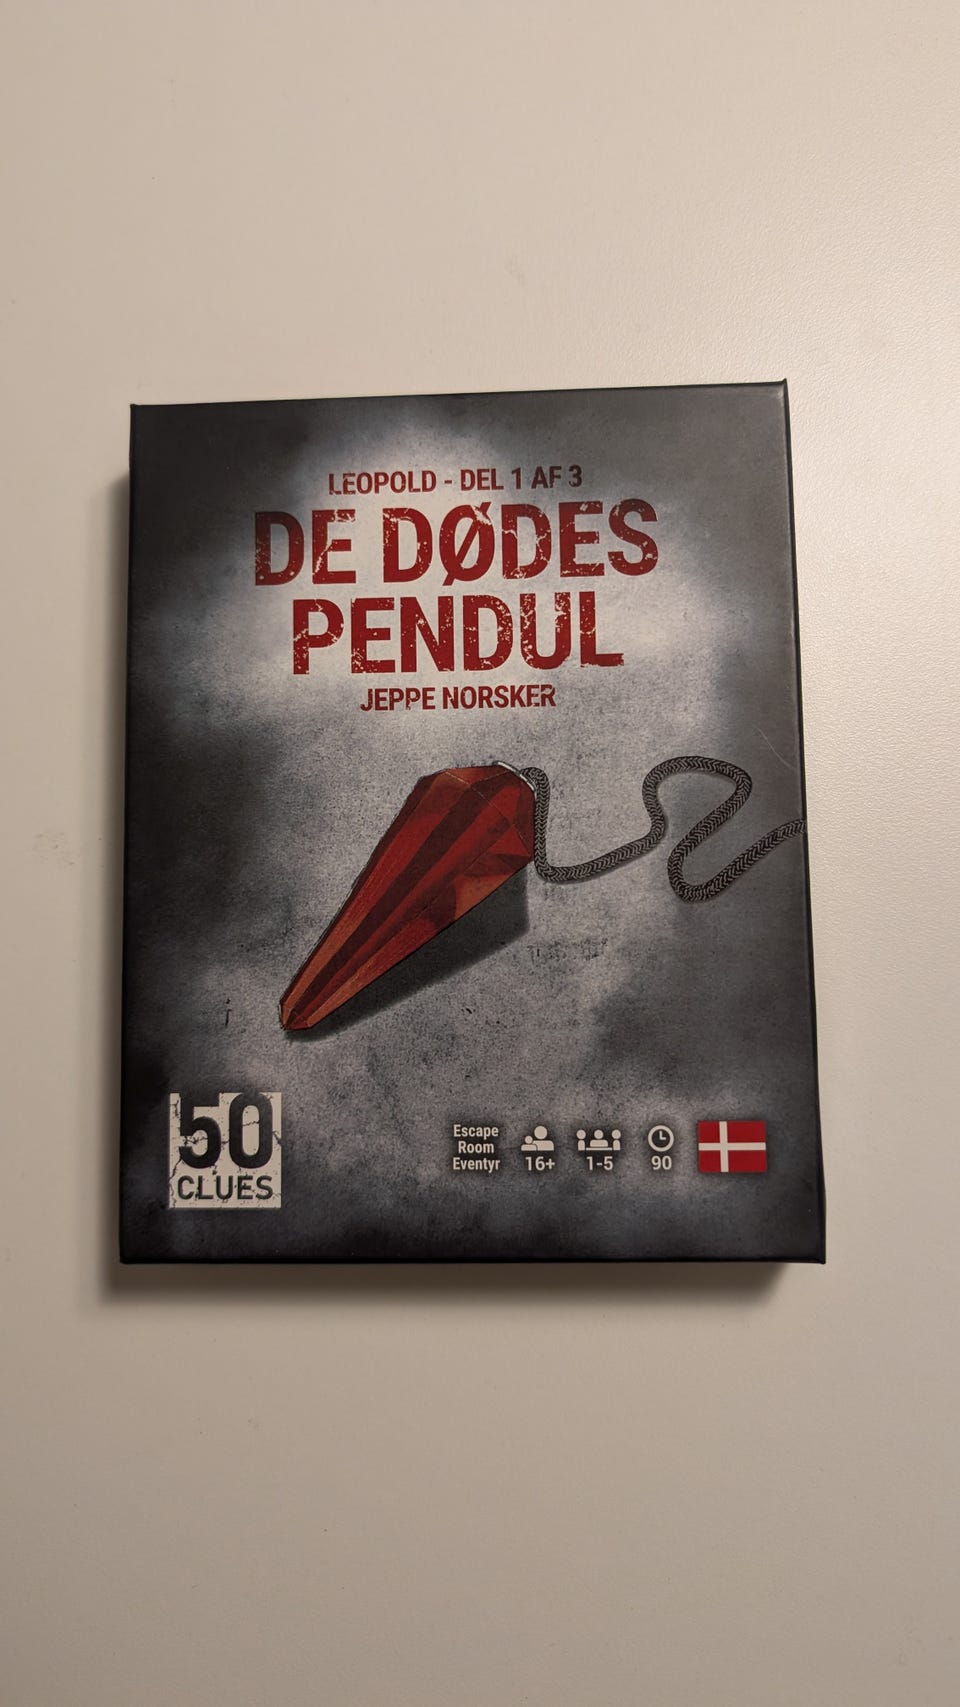 LEOPOLD - DEL 1 AF 3
DE DØDES
PENDUL
JEPPE NORSKER
50
CLUES
Escape
Room
Eventyr
16+
1-5
90